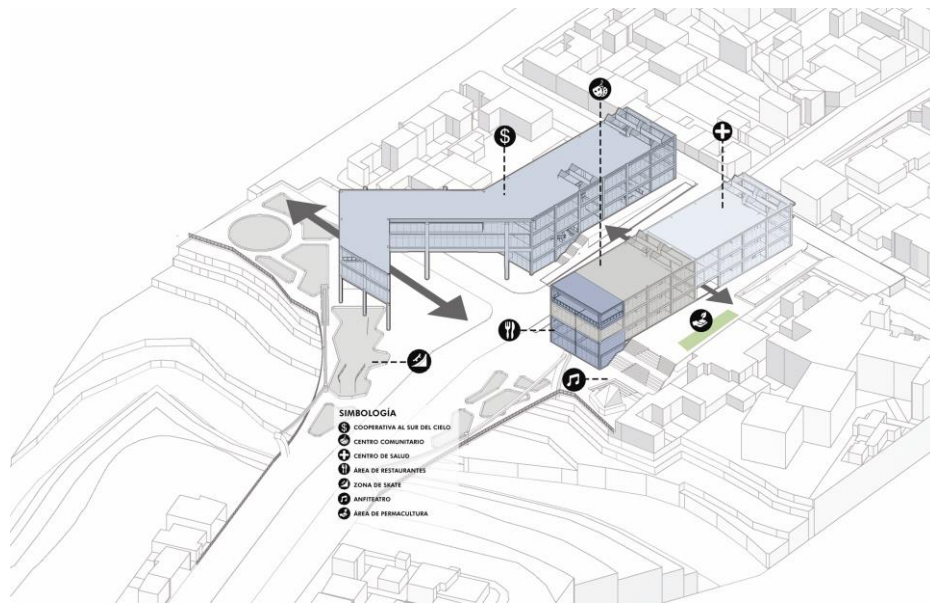 $
SIMBOLOGÍA
$ COOPERATIVA AL SUR DEL CIELO
CENTRO COMUNITARIO
CENTRO DE SALUD
ÁREA DE RESTAURANTES
ZONA DE SKATE
ANFITEATRO
ÁREA DE PERMACULTURA